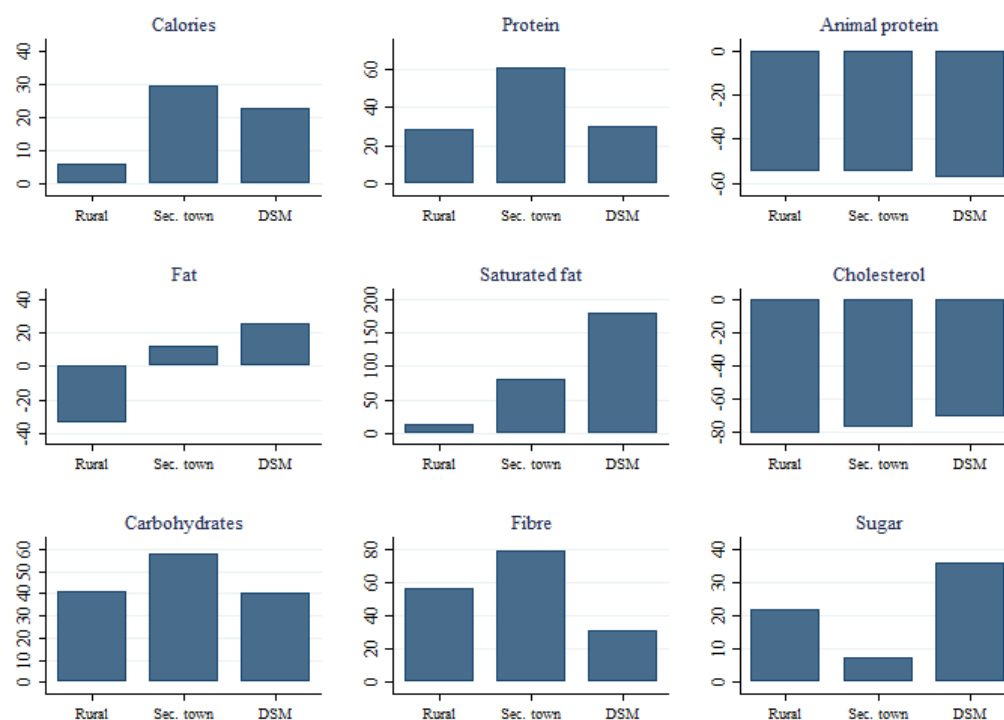 Calories
40
30
20
10
0
Rural Sec. town DSM
Protein
60
40
20
0
Rural Sec. town DSM
Animal protein
0
-20
-40
-60
Rural Sec. town DSM
Fat
40
20
0
-20
-40
Rural Sec. town DSM
Saturated fat
200
150
100
50
0
Rural Sec. town DSM
Cholesterol
0
-20
-40
-60
-80
Rural Sec. town DSM
Carbohydrates
60
50
40
30
20
10
0
Rural Sec. town DSM
Fibre
80
60
40
20
0
Rural Sec. town DSM
Sugar
40
30
20
10
0
Rural Sec. town DSM